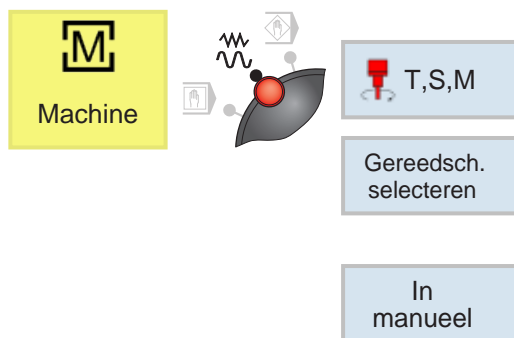 M
Machine
T,S,M
Gereedsch.
selecteren
In
manueel